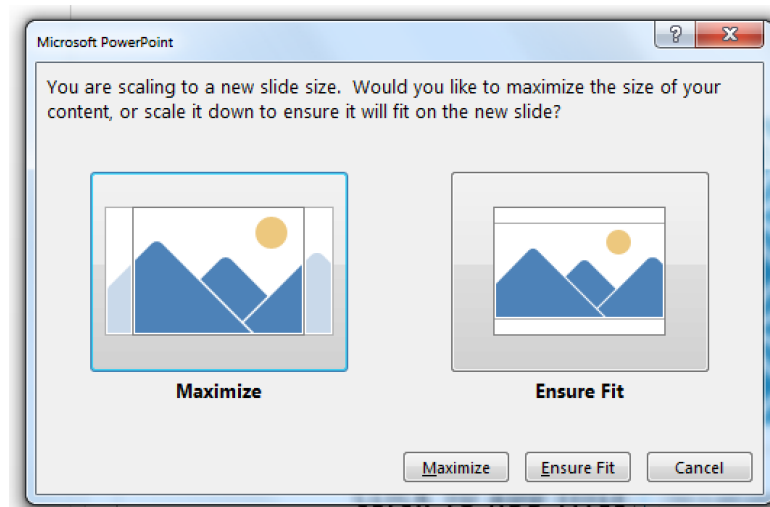 Microsoft PowerPoint
You are scaling to a new slide size. Would you like to maximize the size of your
content, or scale it down to ensure it will fit on the new slide?
Maximize
Ensure Fit
Maximize
Ensure Fit
Cancel